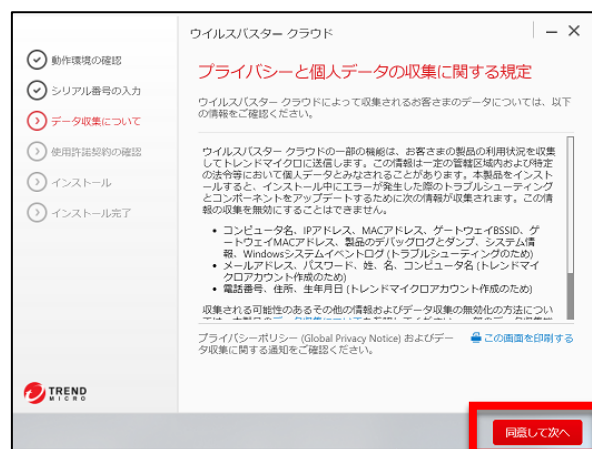 ウイルスバスター クラウド
動作環境の確認
シリアル番号の入力
データ収集について
使用許諾契約の確認
インストール
インストール完了
プライバシーと個人データの収集に関する規定
ウイルスバスター クラウドによって収集されるお客さまのデータについては、以下
の情報をご確認ください。
ウイルスバスター クラウドの一部の機能は、お客さまの製品の利用状況を収集
してトレンドマイクロに送信します。この情報は一定の管轄区域内および特定
の法令等において個人データとみなされることがあります。本製品をインスト
ールすると、インストール中にエラーが発生した際のトラブルシューティング
とコンポーネントをアップデートするために次の情報が収集されます。この情
報の収集を無効にすることはできません。
• コンピュータ名、IPアドレス、MACアドレス、ゲートウェイBSSID、ゲ
ートウェイMACアドレス、製品のデバッグログとダンプ、システム情
報、Windowsシステムイベントログ (トラブルシューティングのため)
• メールアドレス、パスワード、姓、名、コンピュータ名 (トレンドマイ
クロアカウント作成のため)
• 電話番号、住所、生年月日 (トレンドマイクロアカウント作成のため)
収集される可能性のあるその他の情報およびデータ収集の無効化の方法につい
プライバシーポリシー (Global Privacy Notice) およびデー
タ収集に関する通知をご確認ください。
この画面を印刷する
TREND
MICRO
同意して次へ